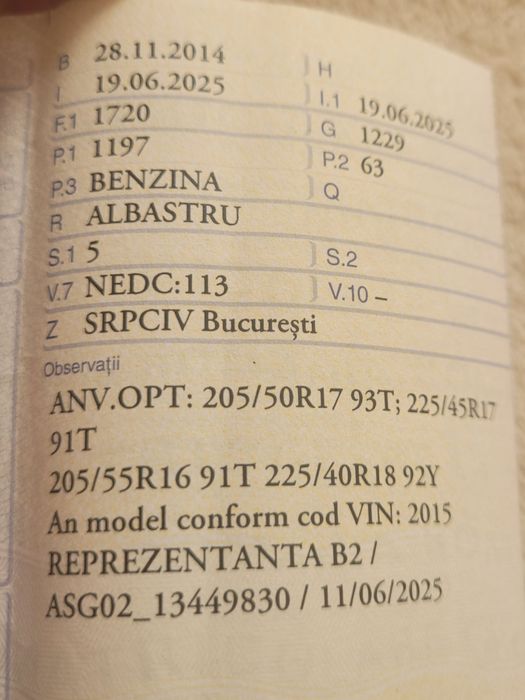 B 28.11.2014 H
I 19.06.2025 I.1 19.06.2025
F.1 1720 G 1229
P.1 1197 P.2 63
P.3 BENZINA Q
R ALBASTRU
S.1 5 S.2
V.7 NEDC:113 V.10 –
Z SRPCIV București
Observații
ANV.OPT: 205/50R17 93T; 225/45R17
91T
205/55R16 91T 225/40R18 92Y
An model conform cod VIN: 2015
REPREZENTANTA B2 /
ASG02_13449830 / 11/06/2025